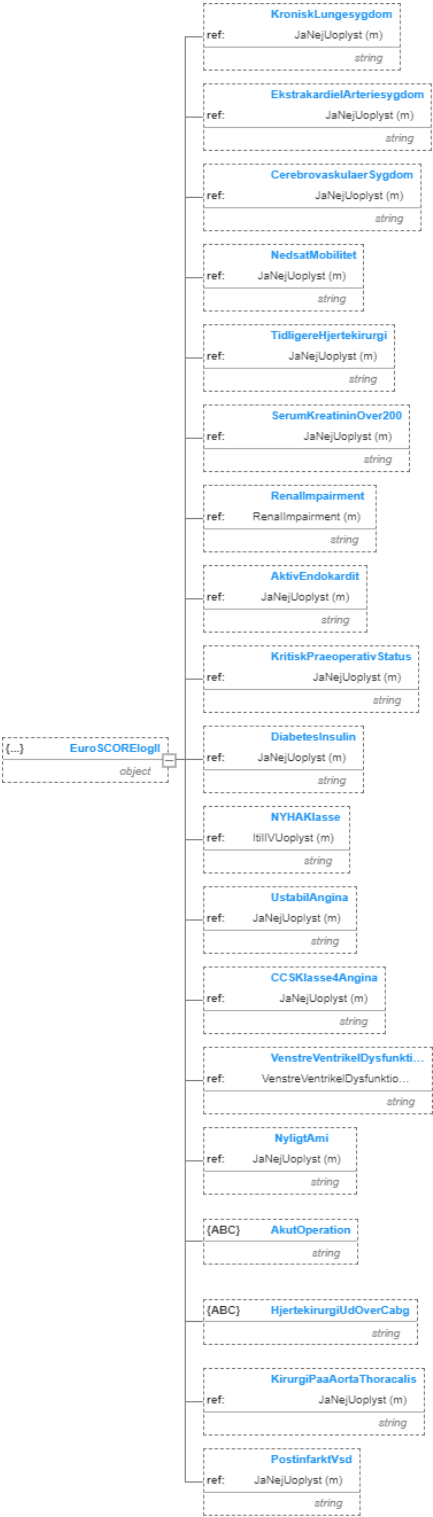 KroniskLungesygdom
ref: JaNejUoplyst (m)
string
EkstrakardielArteriesygdom
ref: JaNejUoplyst (m)
string
CerebrovaskulaerSygdom
ref: JaNejUoplyst (m)
string
NedsatMobilitet
ref: JaNejUoplyst (m)
string
TidligereHjertekirurgi
ref: JaNejUoplyst (m)
string
SerumKreatininOver200
ref: JaNejUoplyst (m)
string
RenalImpairment
ref: RenalImpairment (m)
string
AktivEndokardit
ref: JaNejUoplyst (m)
string
KritiskPraeoperativStatus
ref: JaNejUoplyst (m)
string
{...} EuroSCORElogII
object
DiabetesInsulin
ref: JaNejUoplyst (m)
string
NYHAKlasse
ref: ItilIVUoplyst (m)
string
UstabilAngina
ref: JaNejUoplyst (m)
string
CCSKlasse4Angina
ref: JaNejUoplyst (m)
string
VenstreVentrikelDysfunkti...
ref: VenstreVentrikelDysfunktio...
string
NyligtAmi
ref: JaNejUoplyst (m)
string
{ABC} AkutOperation
string
{ABC} HjertekirurgiUdOverCabg
string
KirurgiPaaAortaThoracalis
ref: JaNejUoplyst (m)
string
PostinfarktVsd
ref: JaNejUoplyst (m)
string